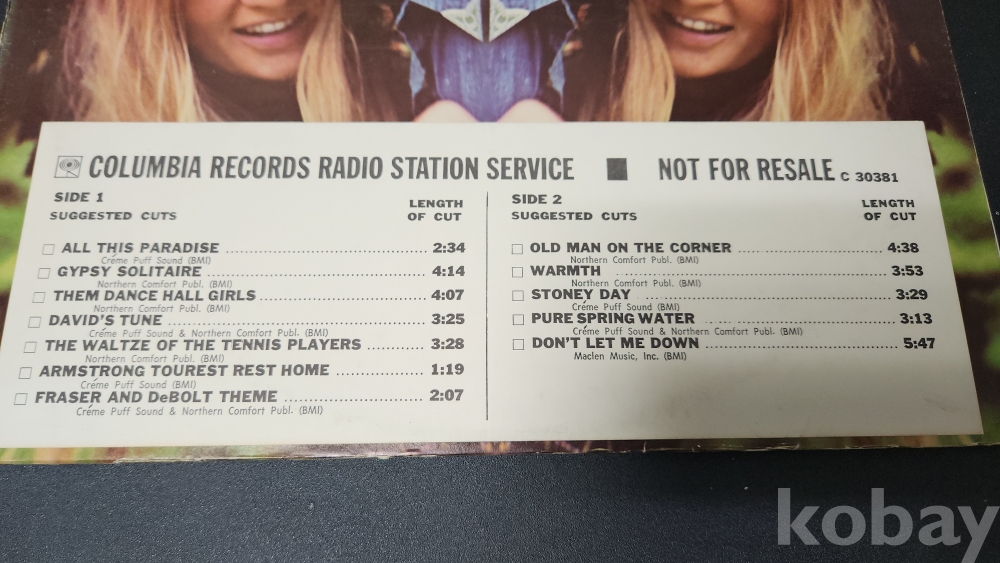 COLUMBIA RECORDS RADIO STATION SERVICE ■ NOT FOR RESALE C 30381
SIDE 1
SUGGESTED CUTS
LENGTH
OF CUT
ALL THIS PARADISE 2:34
Créme Puff Sound (BMI)
GYPSY SOLITAIRE 4:14
Northern Comfort Publ. (BMI)
THEM DANCE HALL GIRLS 4:07
Northern Comfort Publ. (BMI)
DAVID'S TUNE 3:25
Créme Puff Sound & Northern Comfort Publ. (BMI)
THE WALTZE OF THE TENNIS PLAYERS 3:28
Northern Comfort Publ. (BMI)
ARMSTRONG TOUREST REST HOME 1:19
Créme Puff Sound (BMI)
FRASER AND DeBOLT THEME 2:07
Créme Puff Sound & Northern Comfort Publ. (BMI)
SIDE 2
SUGGESTED CUTS
LENGTH
OF CUT
OLD MAN ON THE CORNER 4:38
Northern Comfort Publ. (BMI)
WARMTH 3:53
Northern Comfort Publ. (BMI)
STONEY DAY 3:29
Créme Puff Sound (BMI)
PURE SPRING WATER 3:13
Créme Puff Sound & Northern Comfort Publ. (BMI)
DON'T LET ME DOWN 5:47
Maclen Music, Inc. (BMI)
kobay